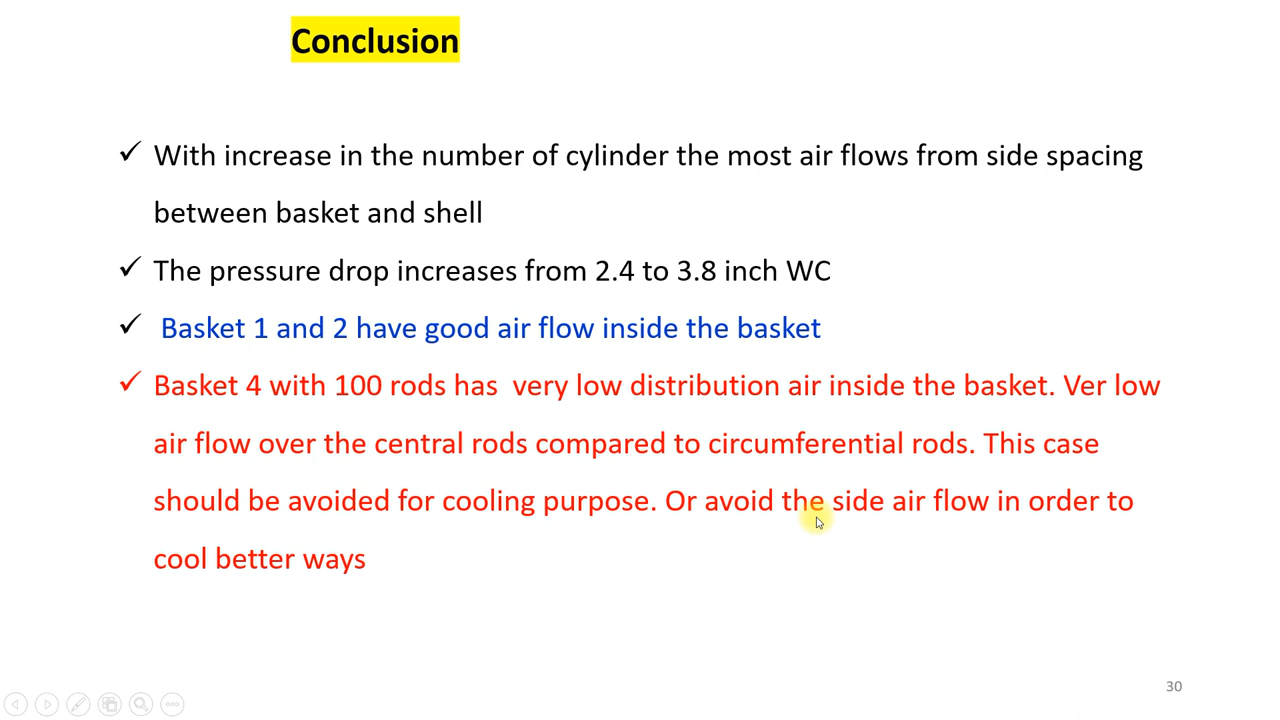 Conclusion
✓ With increase in the number of cylinder the most air flows from side spacing
between basket and shell
✓ The pressure drop increases from 2.4 to 3.8 inch WC
✓ Basket 1 and 2 have good air flow inside the basket
✓ Basket 4 with 100 rods has very low distribution air inside the basket. Ver low
air flow over the central rods compared to circumferential rods. This case
should be avoided for cooling purpose. Or avoid the side air flow in order to
cool better ways
30